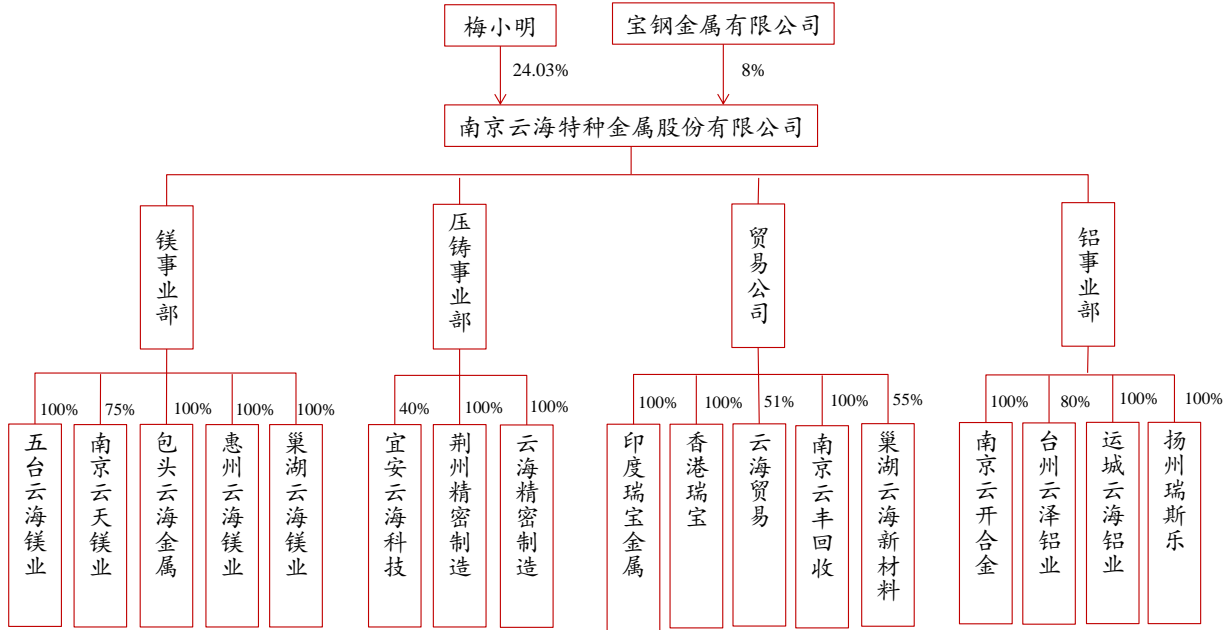 梅小明
宝钢金属有限公司
24.03%
8%
南京云海特种金属股份有限公司
镁事业部
压铸事业部
贸易公司
铝事业部
100%
75%
100%
100%
100%
40%
100%
100%
100%
100%
51%
100%
55%
100%
80%
100%
100%
五台云海镁业
南京云天镁业
包头云海金属
惠州云海镁业
巢湖云海镁业
宜安云海科技
荆州精密制造
云海精密制造
印度瑞宝金属
香港瑞宝
云海贸易
南京云丰回收
巢湖云海新材料
南京云开合金
台州云泽铝业
运城云海铝业
扬州瑞斯乐